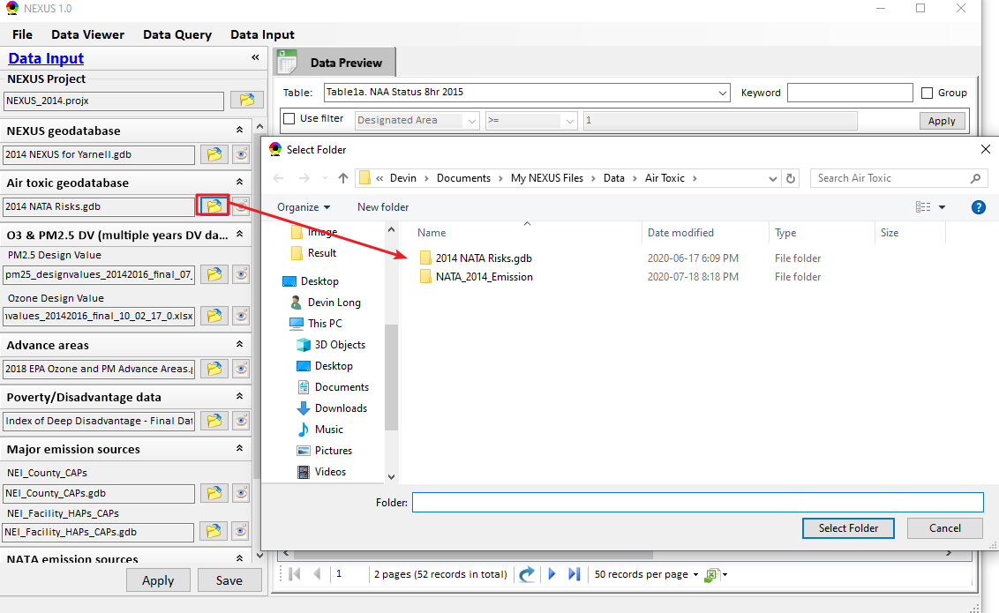 NEXUS 1.0
File Data Viewer Data Query Data Input
Data Input «
NEXUS Project
NEXUS_2014.projx
NEXUS geodatabase
2014 NEXUS for Yarnell.gdb
Air toxic geodatabase
2014 NATA Risks.gdb
O3 & PM2.5 DV (multiple years DV da...
PM2.5 Design Value
pm25_designvalues_20142016_final_07_
Ozone Design Value
values_20142016_final_10_02_17_0.xlsx
Advance areas
2018 EPA Ozone and PM Advance Areas.g
Poverty/Disadvantage data
Index of Deep Disadvantage - Final Dat
Major emission sources
NEI_County_CAPs
NEI_County_CAPs.gdb
NEI_Facility_HAPs_CAPs
NEI_Facility_HAPs_CAPs.gdb
NATA emission sources
Apply Save
Data Preview
Table: Table1a. NAA Status 8hr 2015 Keyword Group
Use filter Designated Area >= 1 Apply
Select Folder
« Devin › Documents › My NEXUS Files › Data › Air Toxic ›
Search Air Toxic
Organize New folder
Image
Result
Desktop
Devin Long
This PC
3D Objects
Desktop
Documents
Downloads
Music
Pictures
Videos
Name Date modified Type Size
2014 NATA Risks.gdb 2020-06-17 6:09 PM File folder
NATA_2014_Emission 2020-07-18 8:18 PM File folder
Folder:
Select Folder Cancel
1 2 pages (52 records in total) 50 records per page